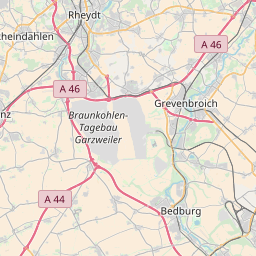 Rheydt
heindahlen
A 46
A 46
Grevenbroich
Braunkohlen-
Tagebau
Garzweiler
nz
A 44
Bedburg